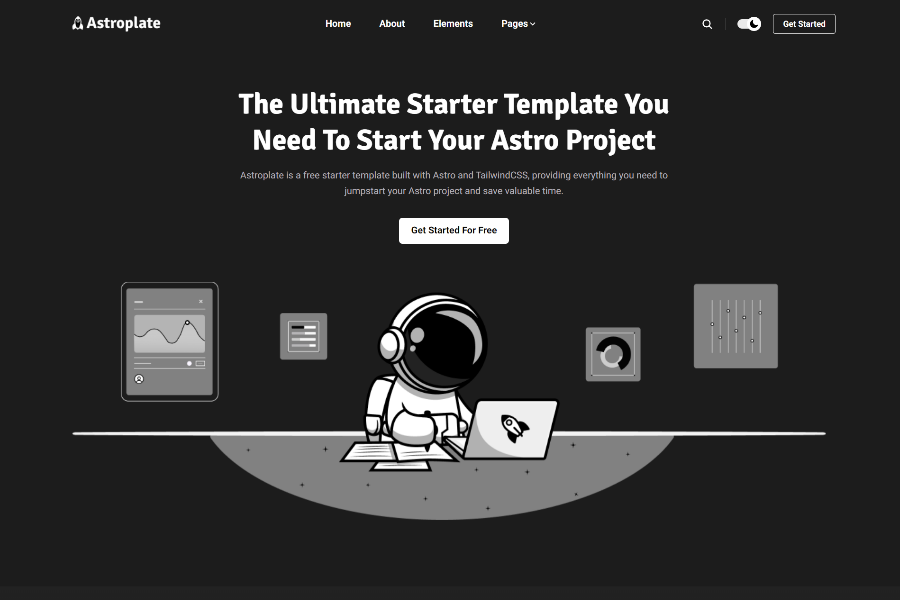 Astroplate
Home
About
Elements
Pages
Get Started
The Ultimate Starter Template You
Need To Start Your Astro Project
Astroplate is a free starter template built with Astro and TailwindCSS, providing everything you need to
jumpstart your Astro project and save valuable time.
Get Started For Free